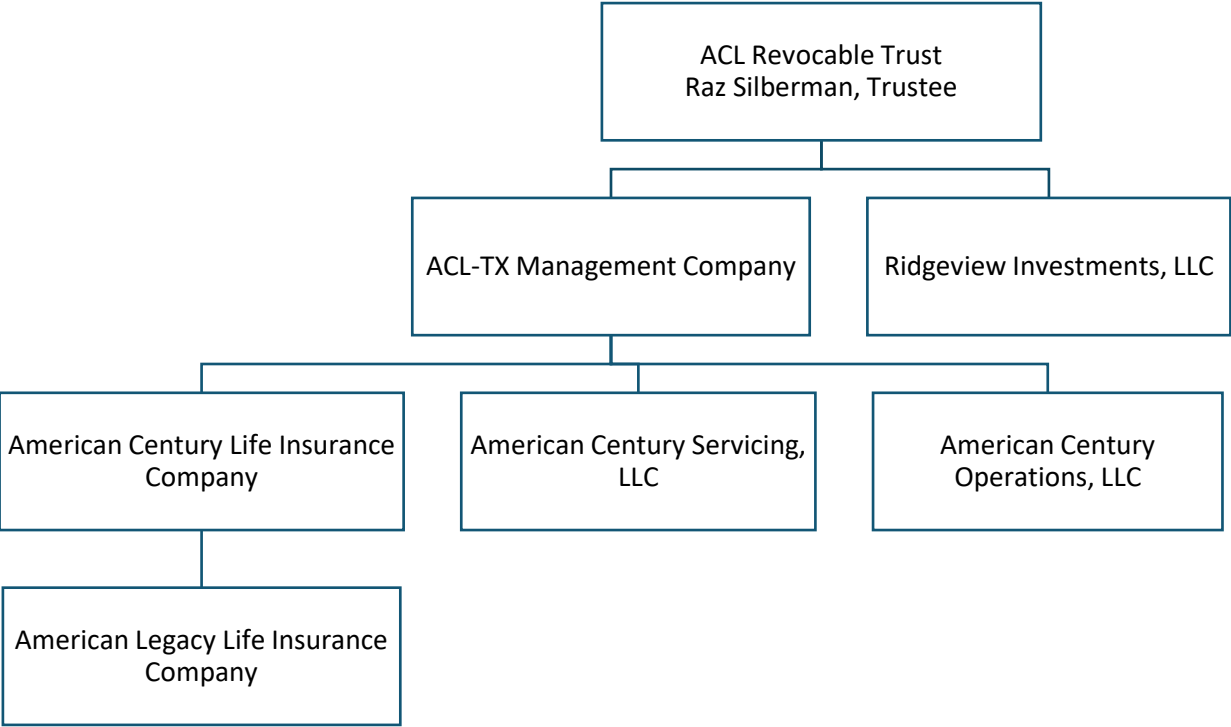 ACL Revocable Trust
Raz Silberman, Trustee
ACL-TX Management Company
Ridgeview Investments, LLC
American Century Life Insurance
Company
American Century Servicing,
LLC
American Century
Operations, LLC
American Legacy Life Insurance
Company